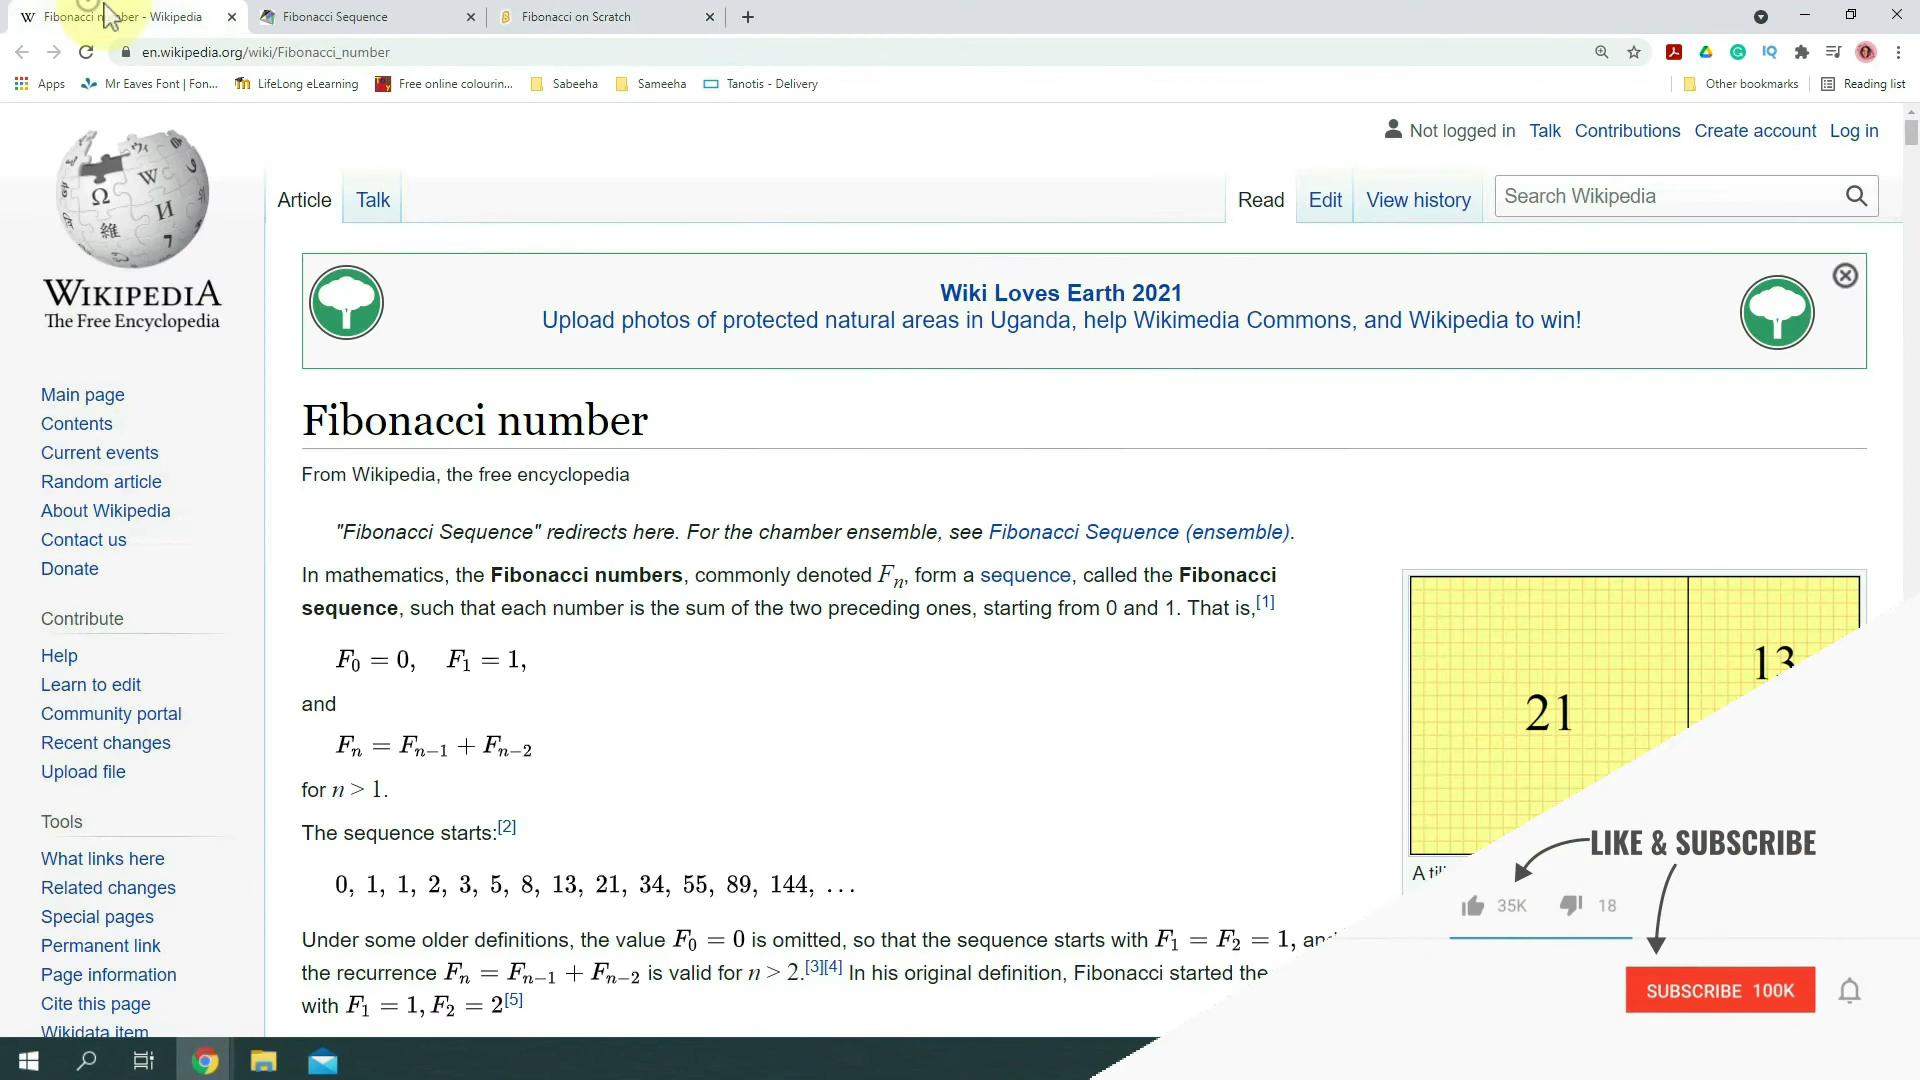 Fibonacci number - Wikipedia
Fibonacci Sequence
Fibonacci on Scratch
en.wikipedia.org/wiki/Fibonacci_number
Apps
Mr Eaves Font | Fon...
LifeLong eLearning
Free online colourin...
Sabeeha
Sameeha
Tanotis - Delivery
Other bookmarks
Reading list
Not logged in
Talk
Contributions
Create account
Log in
Article
Talk
Read
Edit
View history
Search Wikipedia
WIKIPEDIA
The Free Encyclopedia
Wiki Loves Earth 2021
Upload photos of protected natural areas in Uganda, help Wikimedia Commons, and Wikipedia to win!
Main page
Contents
Current events
Random article
About Wikipedia
Contact us
Donate
Contribute
Help
Learn to edit
Community portal
Recent changes
Upload file
Tools
What links here
Related changes
Special pages
Permanent link
Page information
Cite this page
Wikidata item
Fibonacci number
From Wikipedia, the free encyclopedia
"Fibonacci Sequence" redirects here. For the chamber ensemble, see Fibonacci Sequence (ensemble).
In mathematics, the Fibonacci numbers, commonly denoted Fn, form a sequence, called the Fibonacci
sequence, such that each number is the sum of the two preceding ones, starting from 0 and 1. That is,[1]
F0 = 0, F1 = 1,
and
Fn = Fn−1 + Fn−2
for n > 1.
The sequence starts:[2]
0, 1, 1, 2, 3, 5, 8, 13, 21, 34, 55, 89, 144, ...
Under some older definitions, the value F0 = 0 is omitted, so that the sequence starts with F1 = F2 = 1, and
the recurrence Fn = Fn−1 + Fn−2 is valid for n > 2.[3][4] In his original definition, Fibonacci started the
with F1 = 1, F2 = 2[5]
21
13
A
LIKE & SUBSCRIBE
35K
18
SUBSCRIBE 100K